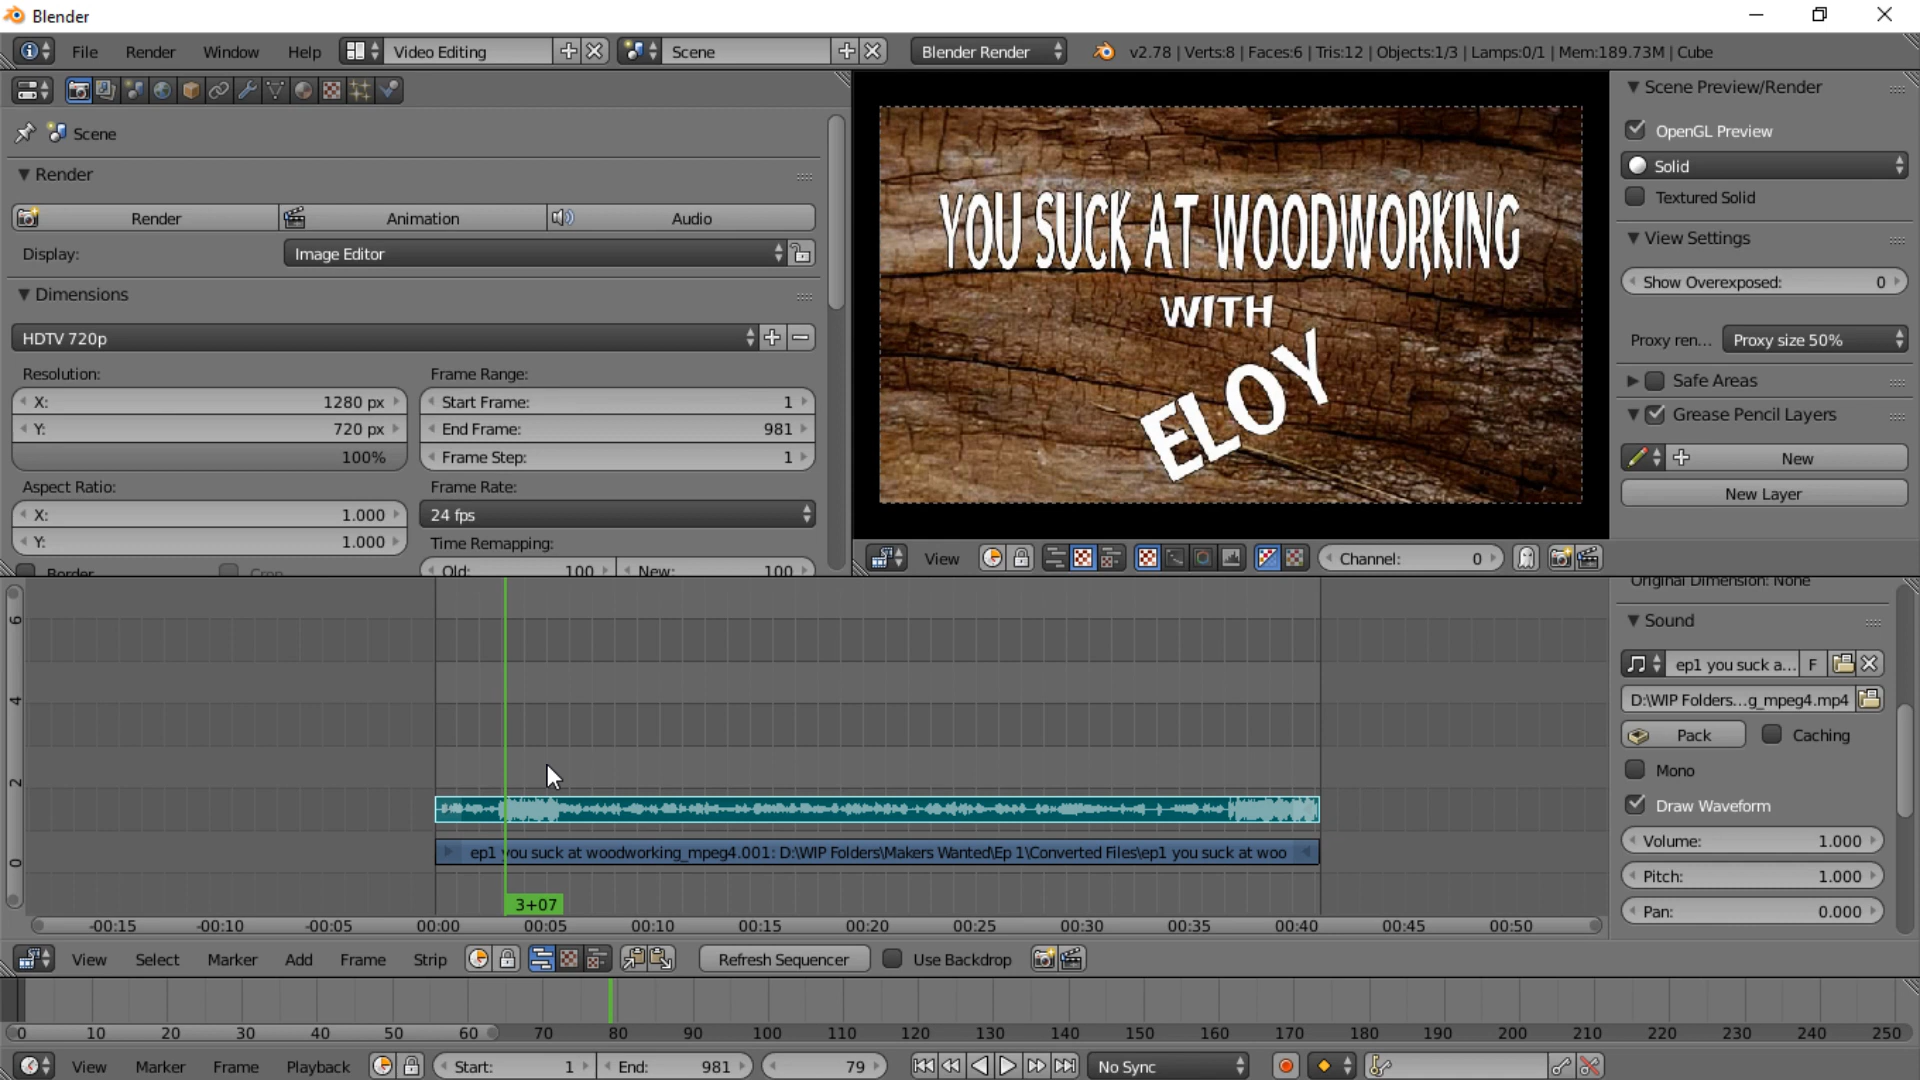 Blender
File Render Window Help Video Editing Scene Blender Render v2.78 | Verts:8 | Faces:6 | Tris:12 | Objects:1/3 | Lamps:0/1 | Mem:189.73M | Cube
Scene
Render
Render Animation Audio
Display: Image Editor
Dimensions
HDTV 720p
Resolution: Frame Range:
X: 1280 px Start Frame: 1
Y: 720 px End Frame: 981
100% Frame Step: 1
Aspect Ratio: Frame Rate:
X: 1.000 24 fps
Y: 1.000 Time Remapping:
Border Crop Old: 100 New: 100
YOU SUCK AT WOODWORKING
WITH
ELOY
View Channel: 0
Scene Preview/Render
OpenGL Preview
Solid
Textured Solid
View Settings
Show Overexposed: 0
Proxy ren... Proxy size 50%
Safe Areas
Grease Pencil Layers
New
New Layer
6
4
2
0
ep1 you suck at woodworking_mpeg4.001: D:\WIP Folders\Makers Wanted\Ep 1\Converted Files\ep1 you suck at woo
3+07
-00:15 -00:10 -00:05 00:00 00:05 00:10 00:15 00:20 00:25 00:30 00:35 00:40 00:45 00:50
Original Dimension: None
Sound
ep1 you suck a... F
D:\WIP Folders...g_mpeg4.mp4
Pack Caching
Mono
Draw Waveform
Volume: 1.000
Pitch: 1.000
Pan: 0.000
View Select Marker Add Frame Strip Refresh Sequencer Use Backdrop
0 10 20 30 40 50 60 70 80 90 100 110 120 130 140 150 160 170 180 190 200 210 220 230 240 250
View Marker Frame Playback Start: 1 End: 981 79 No Sync